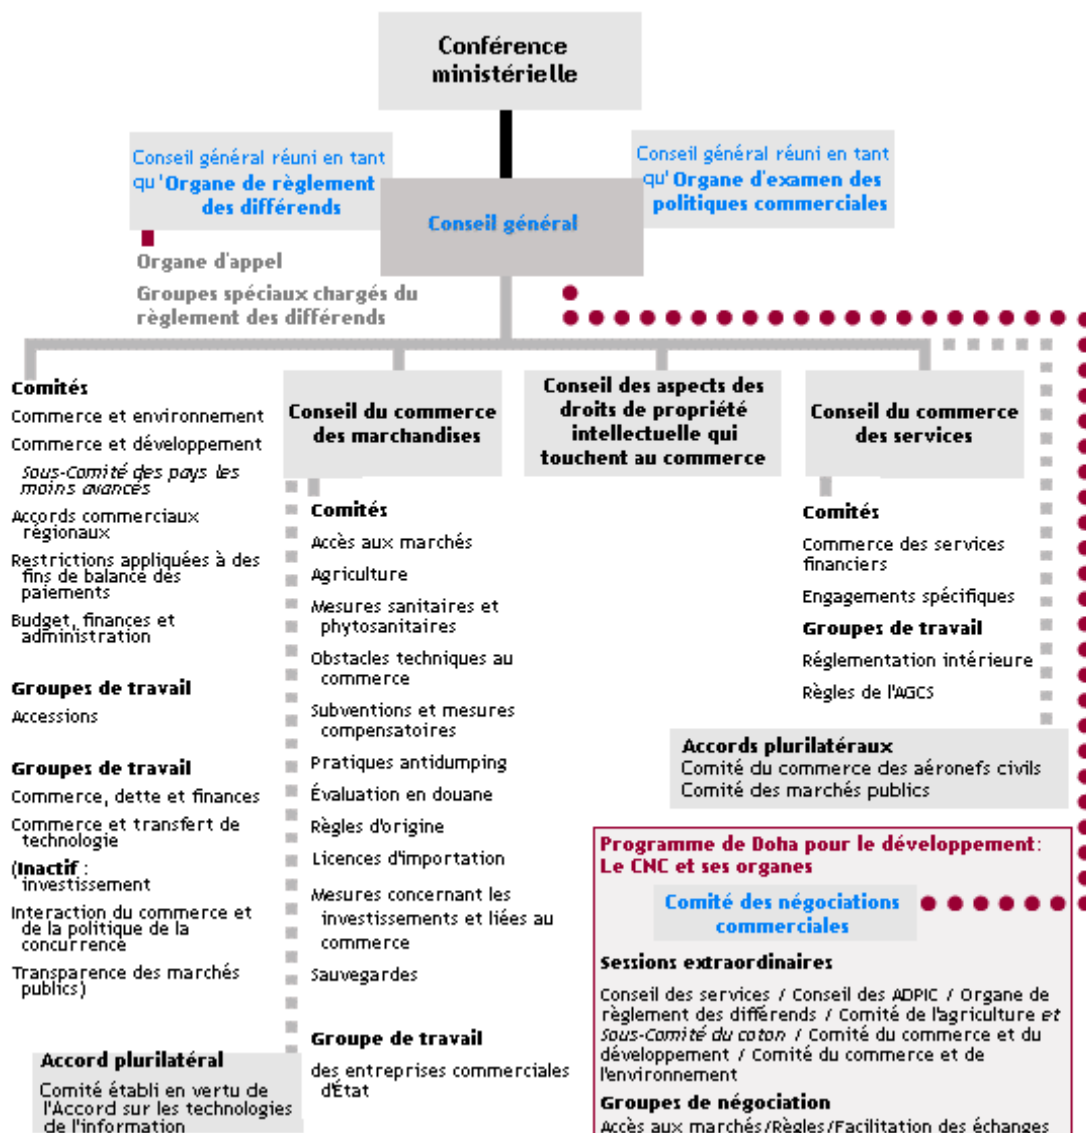 Conférence
ministérielle
Conseil général réuni en tant
qu'Organe de règlement
des différends
Conseil général réuni en tant
qu'Organe d'examen des
politiques commerciales
Conseil général
Organe d'appel
Groupes spéciaux chargés du
règlement des différends
Comités
Commerce et environnement
Commerce et développement
Sous-Comité des pays les
moins avancés
Accords commerciaux
régionaux
Restrictions appliquées à des
fins de balance des
paiements
Budget, finances et
administration
Groupes de travail
Accessions
Groupes de travail
Commerce, dette et finances
Commerce et transfert de
technologie
(Inactif :
investissement
Interaction du commerce et
de la politique de la
concurrence
Transparence des marchés
publics)
Accord plurilatéral
Comité établi en vertu de
l'Accord sur les technologies
de l'information
Conseil du commerce
des marchandises
Comités
Accès aux marchés
Agriculture
Mesures sanitaires et
phytosanitaires
Obstacles techniques au
commerce
Subventions et mesures
compensatoires
Pratiques antidumping
Évaluation en douane
Règles d'origine
Licences d'importation
Mesures concernant les
investissements et liées au
commerce
Sauvegardes
Groupe de travail
des entreprises commerciales
d'État
Conseil des aspects des
droits de propriété
intellectuelle qui
touchent au commerce
Conseil du commerce
des services
Comités
Commerce des services
financiers
Engagements spécifiques
Groupes de travail
Réglementation intérieure
Règles de l'AGCS
Accords plurilatéraux
Comité du commerce des aéronefs civils
Comité des marchés publics
Programme de Doha pour le développement:
Le CNC et ses organes
Comité des négociations
commerciales
Sessions extraordinaires
Conseil des services / Conseil des ADPIC / Organe de
règlement des différends / Comité de l'agriculture et
Sous-Comité du coton / Comité du commerce et du
développement / Comité du commerce et de
l'environnement
Groupes de négociation
Accès aux marchés/Règles/Facilitation des échanges